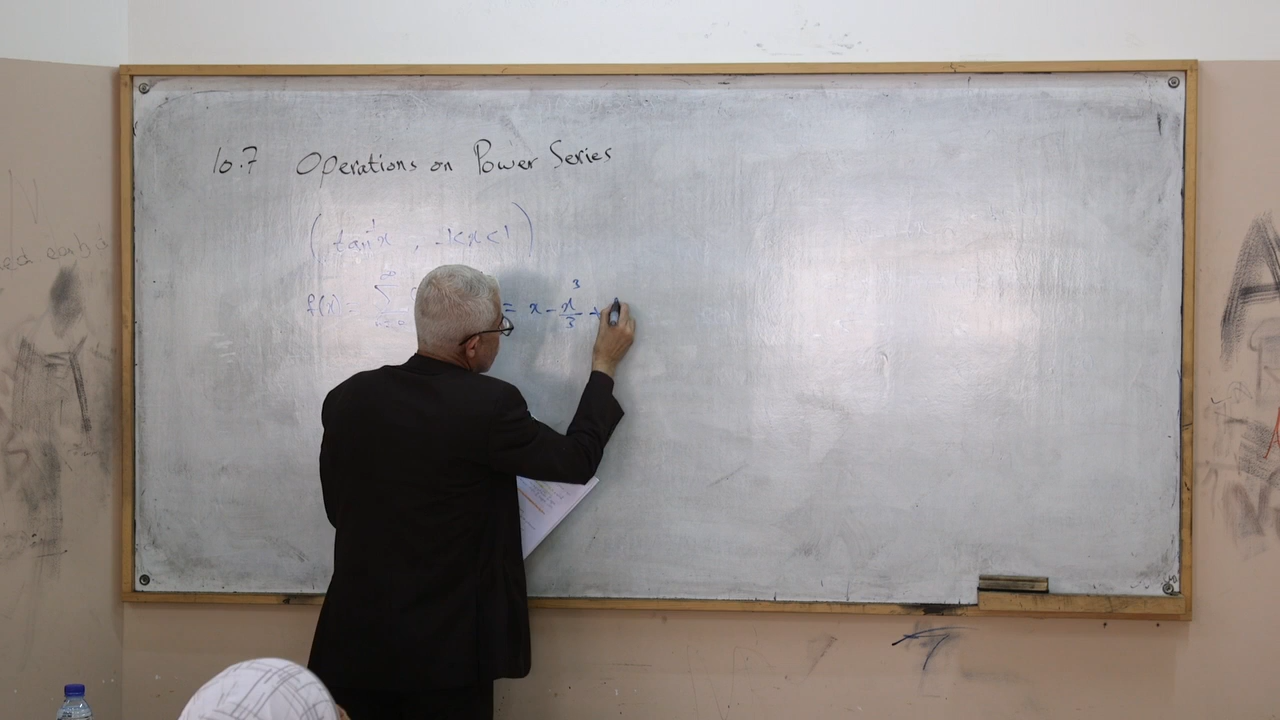 10.7 Operations on Power Series
( tan⁻¹x , -1<x<1 )
f(x) = ∑ ∞ n=0 = x - x³/3 +